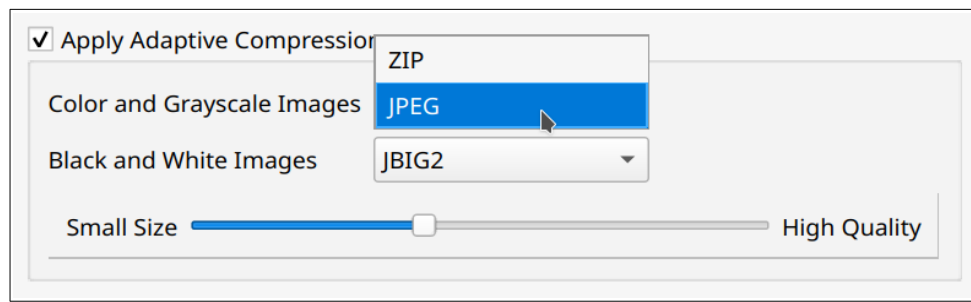 Apply Adaptive Compression
ZIP
Color and Grayscale Images
JPEG
Black and White Images
JBIG2
Small Size
High Quality